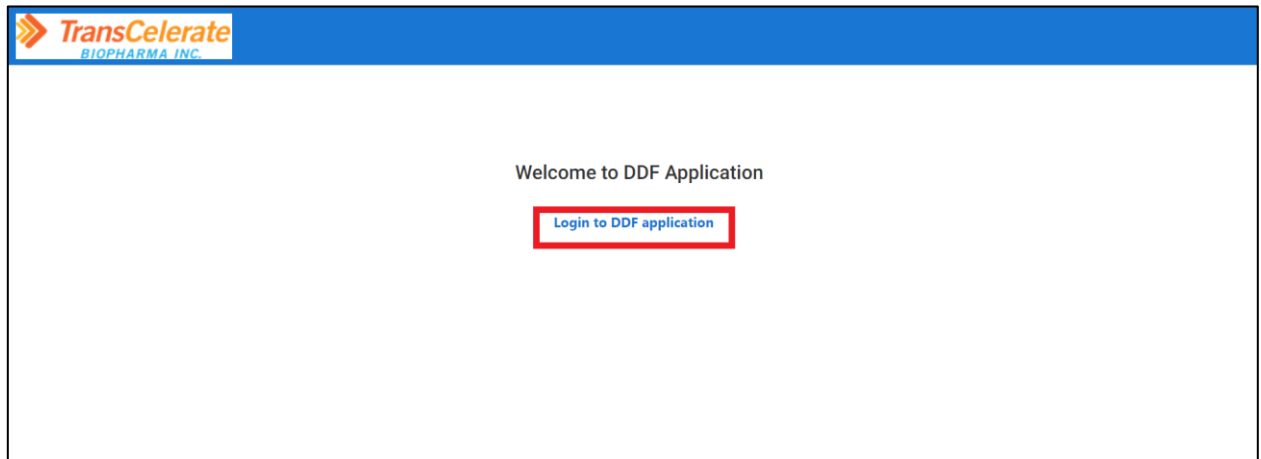 TransCelerate
BIOPHARMA INC.
Welcome to DDF Application
Login to DDF application